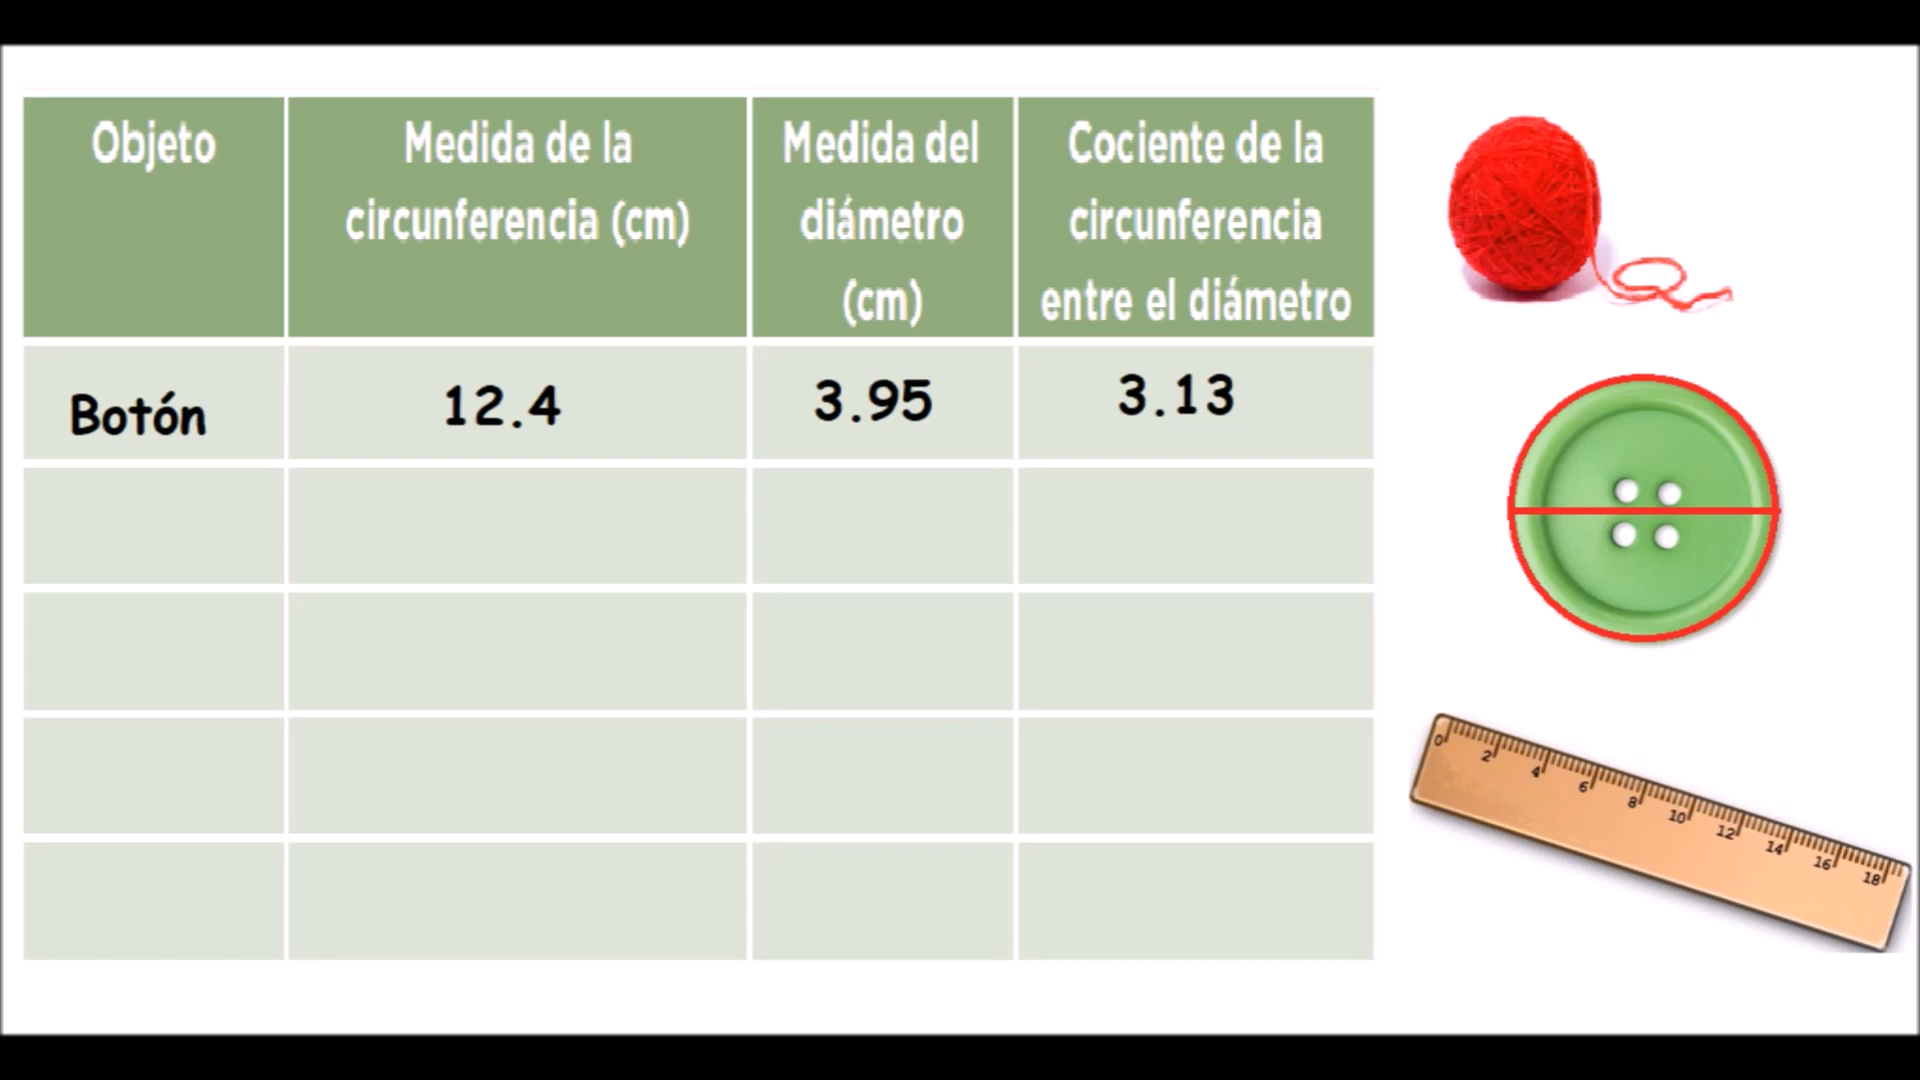 Objeto
Medida de la
circunferencia (cm)
Medida del
diámetro
(cm)
Cociente de la
circunferencia
entre el diámetro
Botón 12.4 3.95 3.13
0 2 4 6 8 10 12 14 16 18